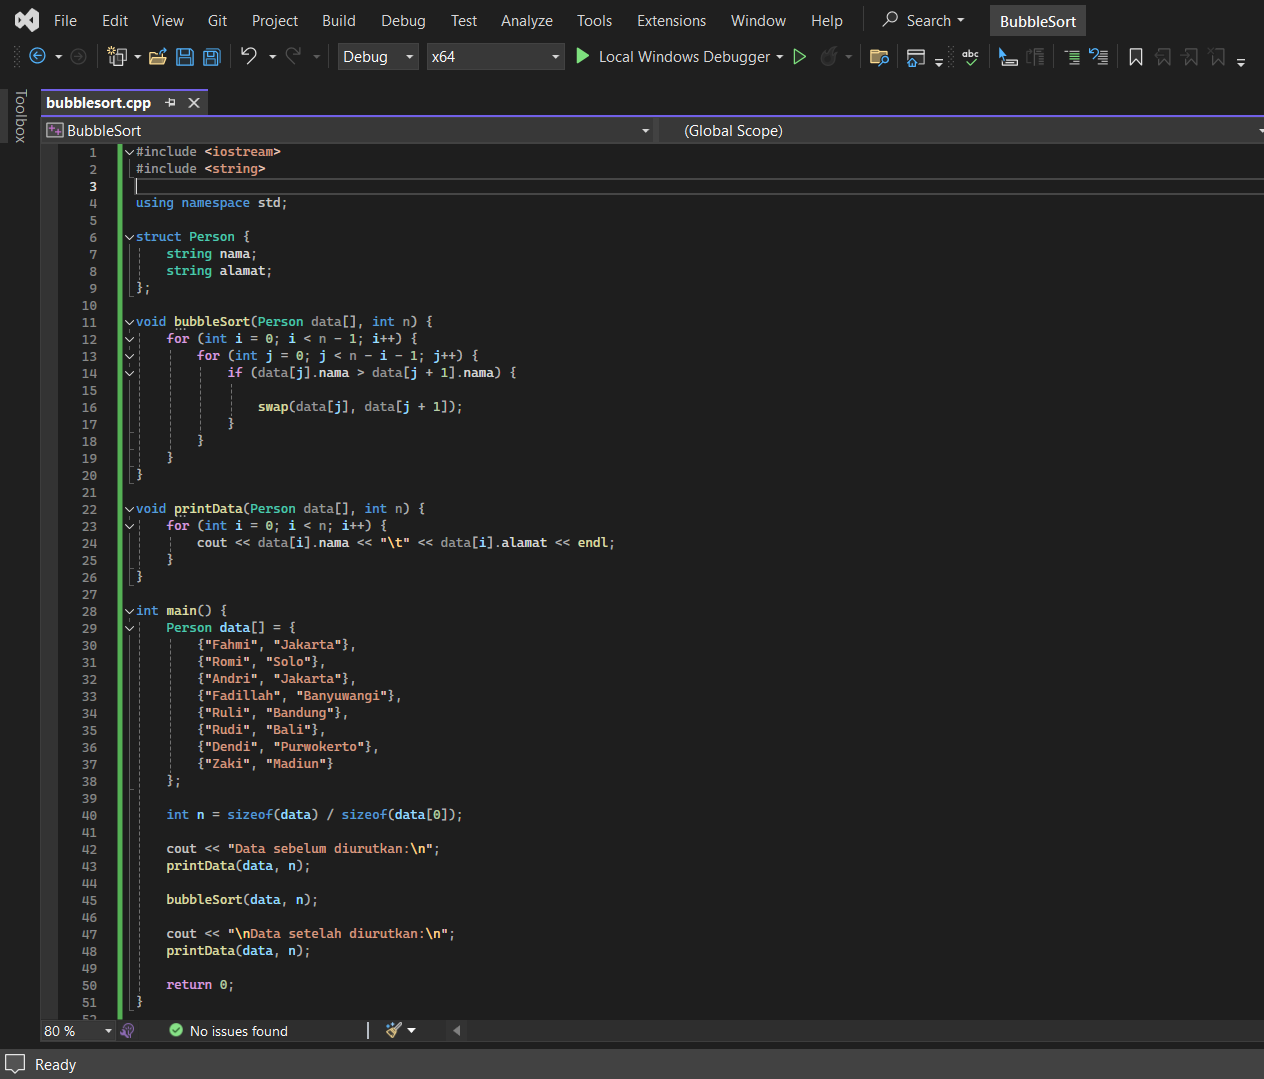 File Edit View Git Project Build Debug Test Analyze Tools Extensions Window Help Search BubbleSort
Debug x64 Local Windows Debugger abc
Toolbox
bubblesort.cpp
BubbleSort (Global Scope)
1 #include <iostream>
2 #include <string>
3
4 using namespace std;
5
6 struct Person {
7 string nama;
8 string alamat;
9 };
10
11 void bubbleSort(Person data[], int n) {
12 for (int i = 0; i < n - 1; i++) {
13 for (int j = 0; j < n - i - 1; j++) {
14 if (data[j].nama > data[j + 1].nama) {
15
16 swap(data[j], data[j + 1]);
17 }
18 }
19 }
20 }
21
22 void printData(Person data[], int n) {
23 for (int i = 0; i < n; i++) {
24 cout << data[i].nama << "\t" << data[i].alamat << endl;
25 }
26 }
27
28 int main() {
29 Person data[] = {
30 {"Fahmi", "Jakarta"},
31 {"Romi", "Solo"},
32 {"Andri", "Jakarta"},
33 {"Fadillah", "Banyuwangi"},
34 {"Ruli", "Bandung"},
35 {"Rudi", "Bali"},
36 {"Dendi", "Purwokerto"},
37 {"Zaki", "Madiun"}
38 };
39
40 int n = sizeof(data) / sizeof(data[0]);
41
42 cout << "Data sebelum diurutkan:\n";
43 printData(data, n);
44
45 bubbleSort(data, n);
46
47 cout << "\nData setelah diurutkan:\n";
48 printData(data, n);
49
50 return 0;
51 }
52
80 % No issues found
Ready